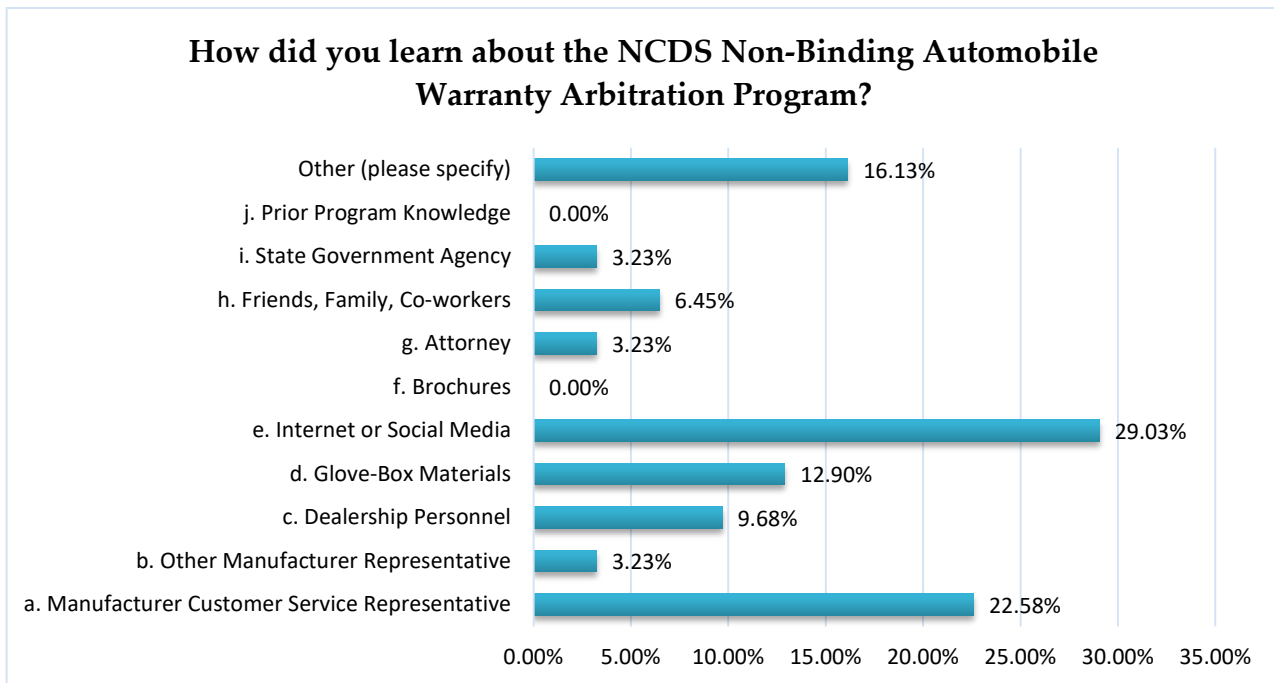 How did you learn about the NCDS Non-Binding Automobile
Warranty Arbitration Program?
Other (please specify)
16.13%
j. Prior Program Knowledge
0.00%
i. State Government Agency
3.23%
h. Friends, Family, Co-workers
6.45%
g. Attorney
3.23%
f. Brochures
0.00%
e. Internet or Social Media
29.03%
d. Glove-Box Materials
12.90%
c. Dealership Personnel
9.68%
b. Other Manufacturer Representative
3.23%
a. Manufacturer Customer Service Representative
22.58%
0.00% 5.00% 10.00% 15.00% 20.00% 25.00% 30.00% 35.00%